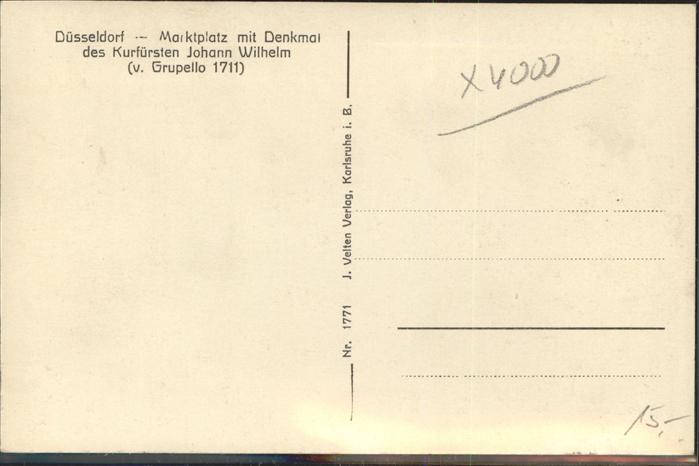 Düsseldorf — Marktplatz mit Denkmal
des Kurfürsten Johann Wilhelm
(v. Grupello 1711)
Nr. 1771 J. Velten Verlag, Karlsruhe i. B.
X4000
15,-